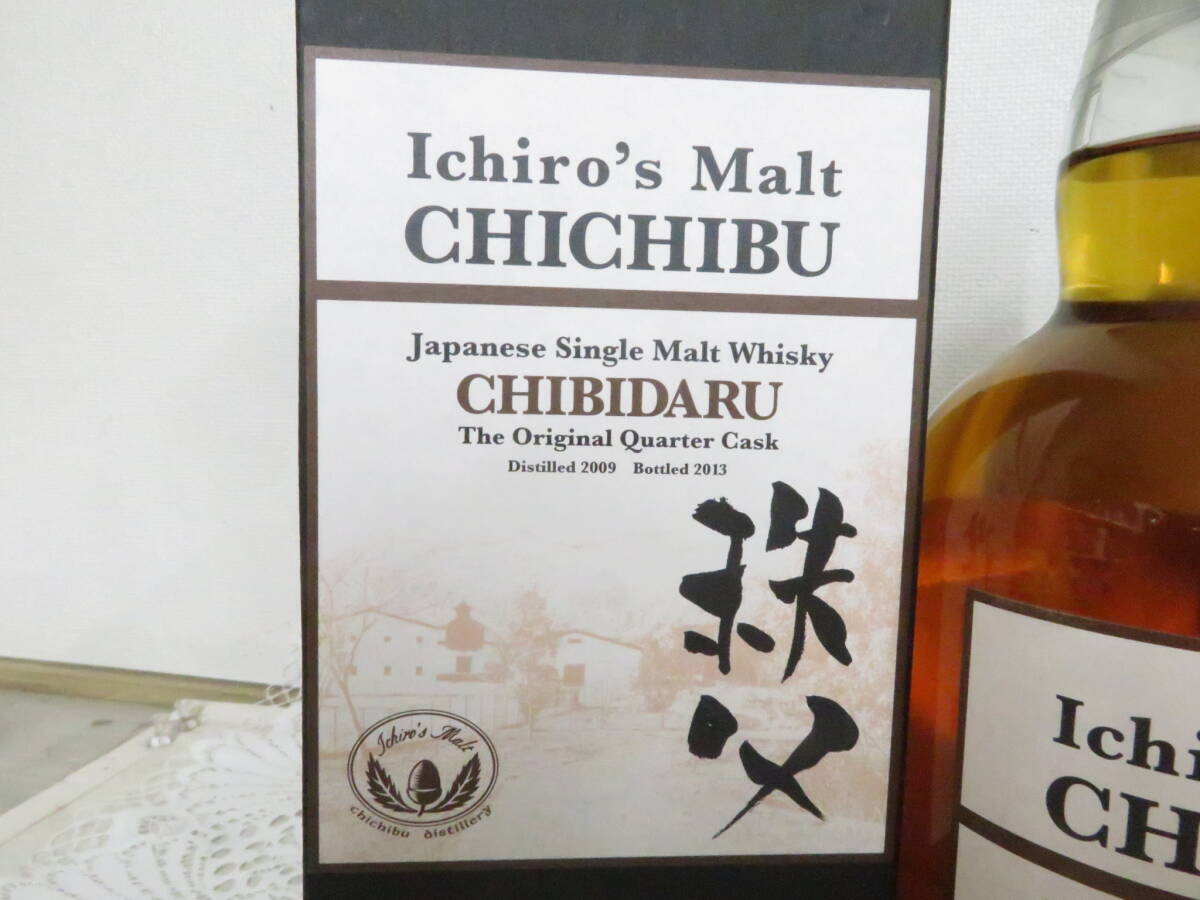 Ichiro's Malt
CHICHIBU
Japanese Single Malt Whisky
CHIBIDARU
The Original Quarter Cask
Distilled 2009 Bottled 2013
秩父
Ichiro's Malt
chichibu distillery
Ichi
CH